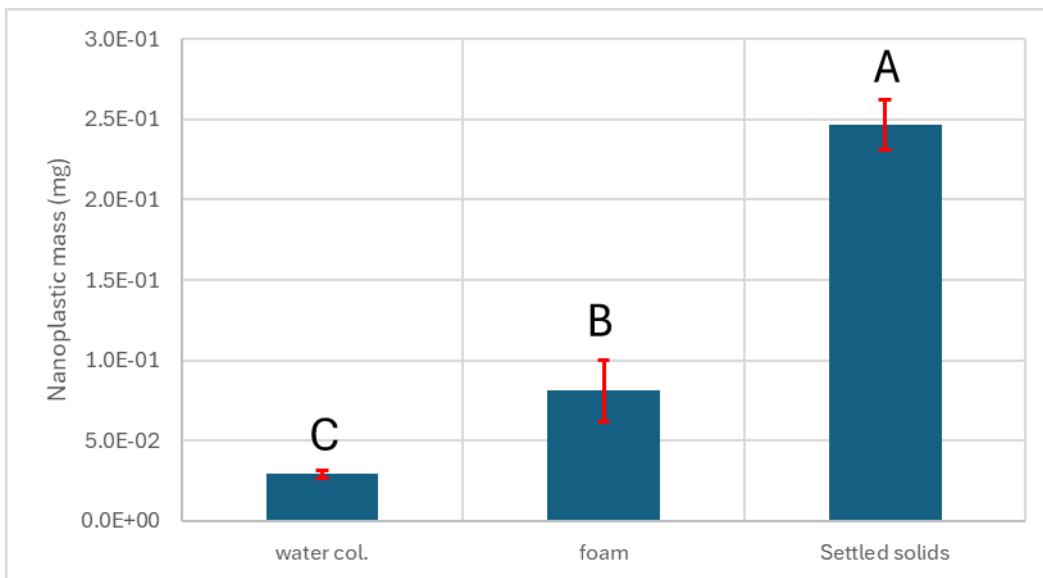 3.0E-01
2.5E-01
2.0E-01
1.5E-01
1.0E-01
5.0E-02
0.0E+00
Nanoplastic mass (mg)
C
B
A
water col.
foam
Settled solids